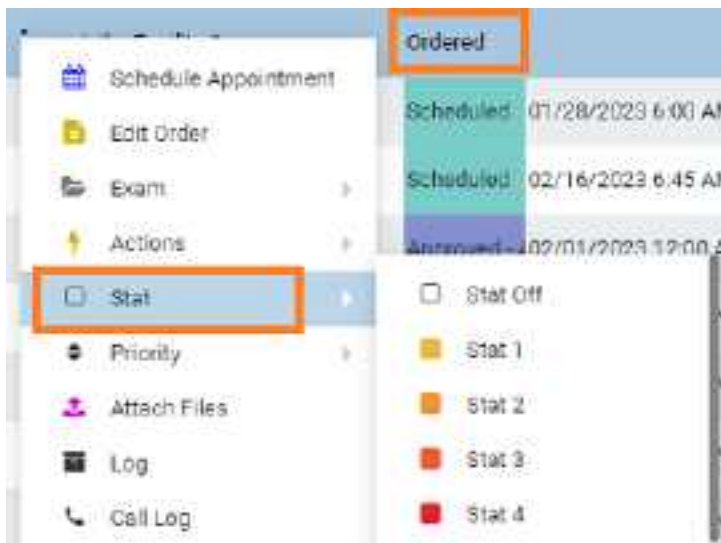 Ordered
Schedule Appointment
Scheduled 01/28/2023 6:00 AM
Edit Order
Scheduled 02/16/2023 6:45 AM
Exam
Actions
Approved - 02/01/2023 12:00
Stat
Stat Off
Stat 1
Priority
Stat 2
Attach Files
Stat 3
Log
Stat 4
Call Log